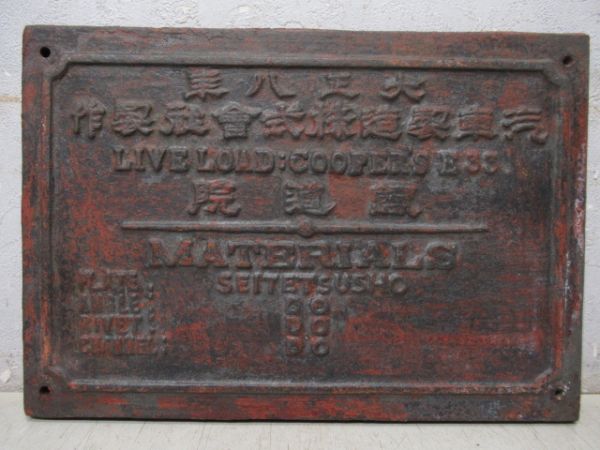 大正八年
汽車製造株式會社製作
LIVE LOAD:COOPER'S E33
鐵道院
MATERIALS
PLATE: SEITETSUSHO
ANGLE: DO
RIVET: DO
CHANNEL: DO